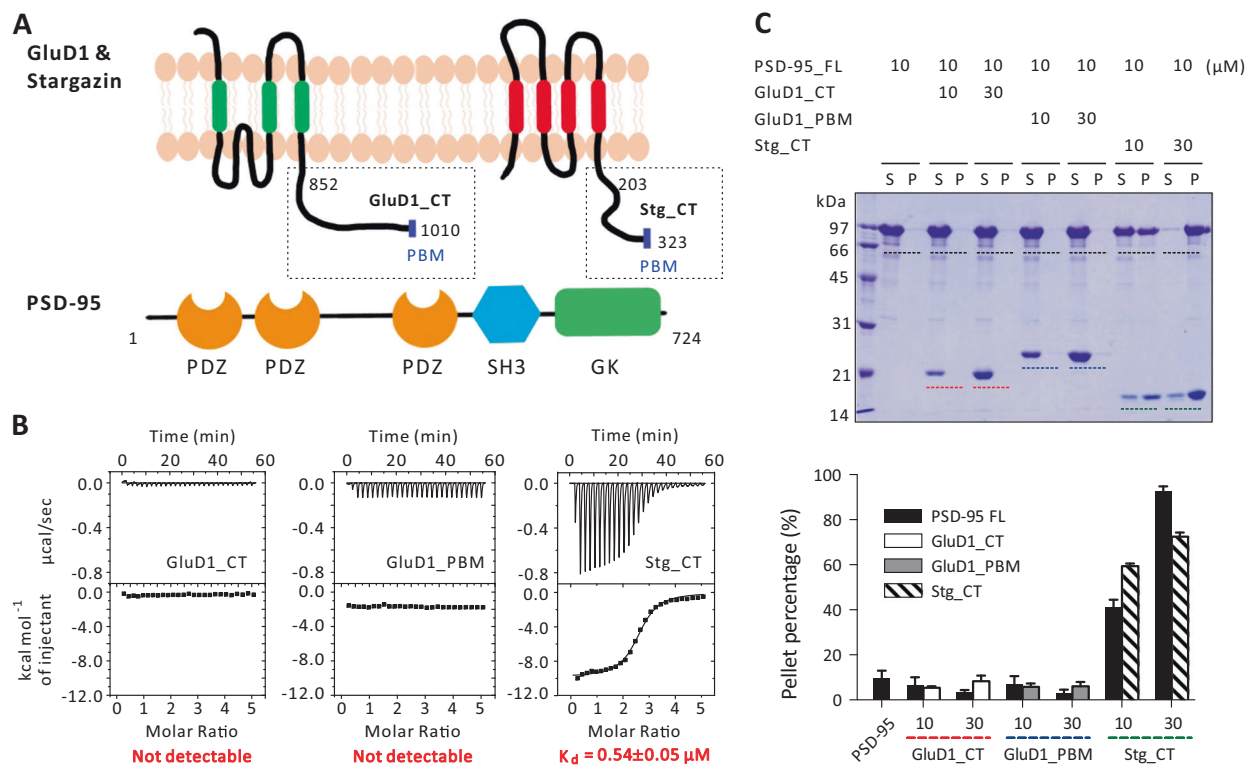 A
GluD1 &
Stargazin
852
GluD1_CT
1010
PBM
203
Stg_CT
323
PBM
PSD-95
1
724
PDZ PDZ PDZ SH3 GK
B
Time (min) Time (min) Time (min)
0 20 40 60 0 20 40 60 0 20 40 60
µcal/sec
0.0 0.0 0.0
-0.4 -0.4 -0.4
-0.8 -0.8 -0.8
GluD1_CT GluD1_PBM Stg_CT
kcal mol⁻¹
of injectant
0.0 0.0 0.0
-4.0 -4.0 -4.0
-8.0 -8.0 -8.0
-12.0 -12.0 -12.0
0 1 2 3 4 5 0 1 2 3 4 5 0 1 2 3 4 5
Molar Ratio Molar Ratio Molar Ratio
Not detectable Not detectable Kd = 0.54±0.05 µM
C
PSD-95_FL 10 10 10 10 10 10 10 (µM)
GluD1_CT 10 30
GluD1_PBM 10 30
Stg_CT 10 30
S P S P S P S P S P S P S P
kDa
97
66
45
31
21
14
Pellet percentage (%)
100
80
60
40
20
0
PSD-95 FL
GluD1_CT
GluD1_PBM
Stg_CT
PSD-95 10 30 10 30 10 30
GluD1_CT GluD1_PBM Stg_CT